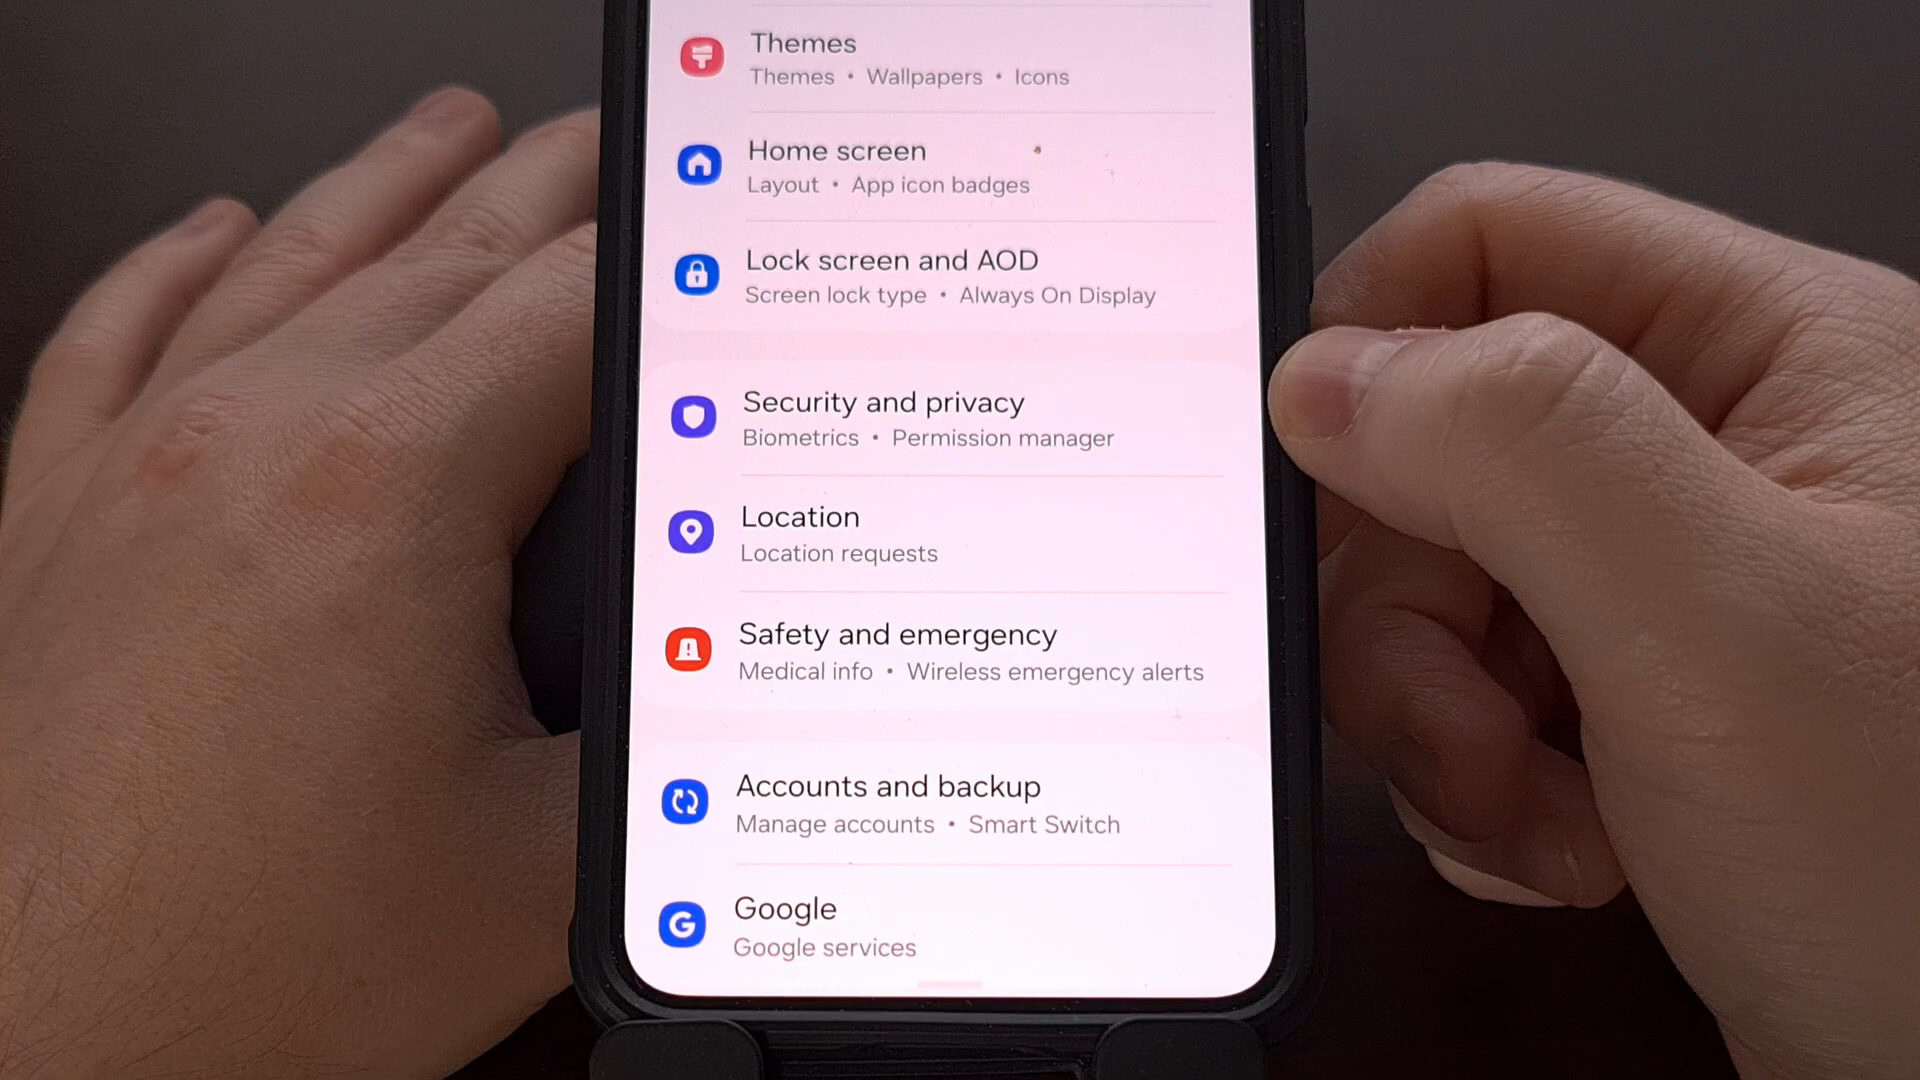 Themes
Themes • Wallpapers • Icons
Home screen
Layout • App icon badges
Lock screen and AOD
Screen lock type • Always On Display
Security and privacy
Biometrics • Permission manager
Location
Location requests
Safety and emergency
Medical info • Wireless emergency alerts
Accounts and backup
Manage accounts • Smart Switch
G Google
Google services